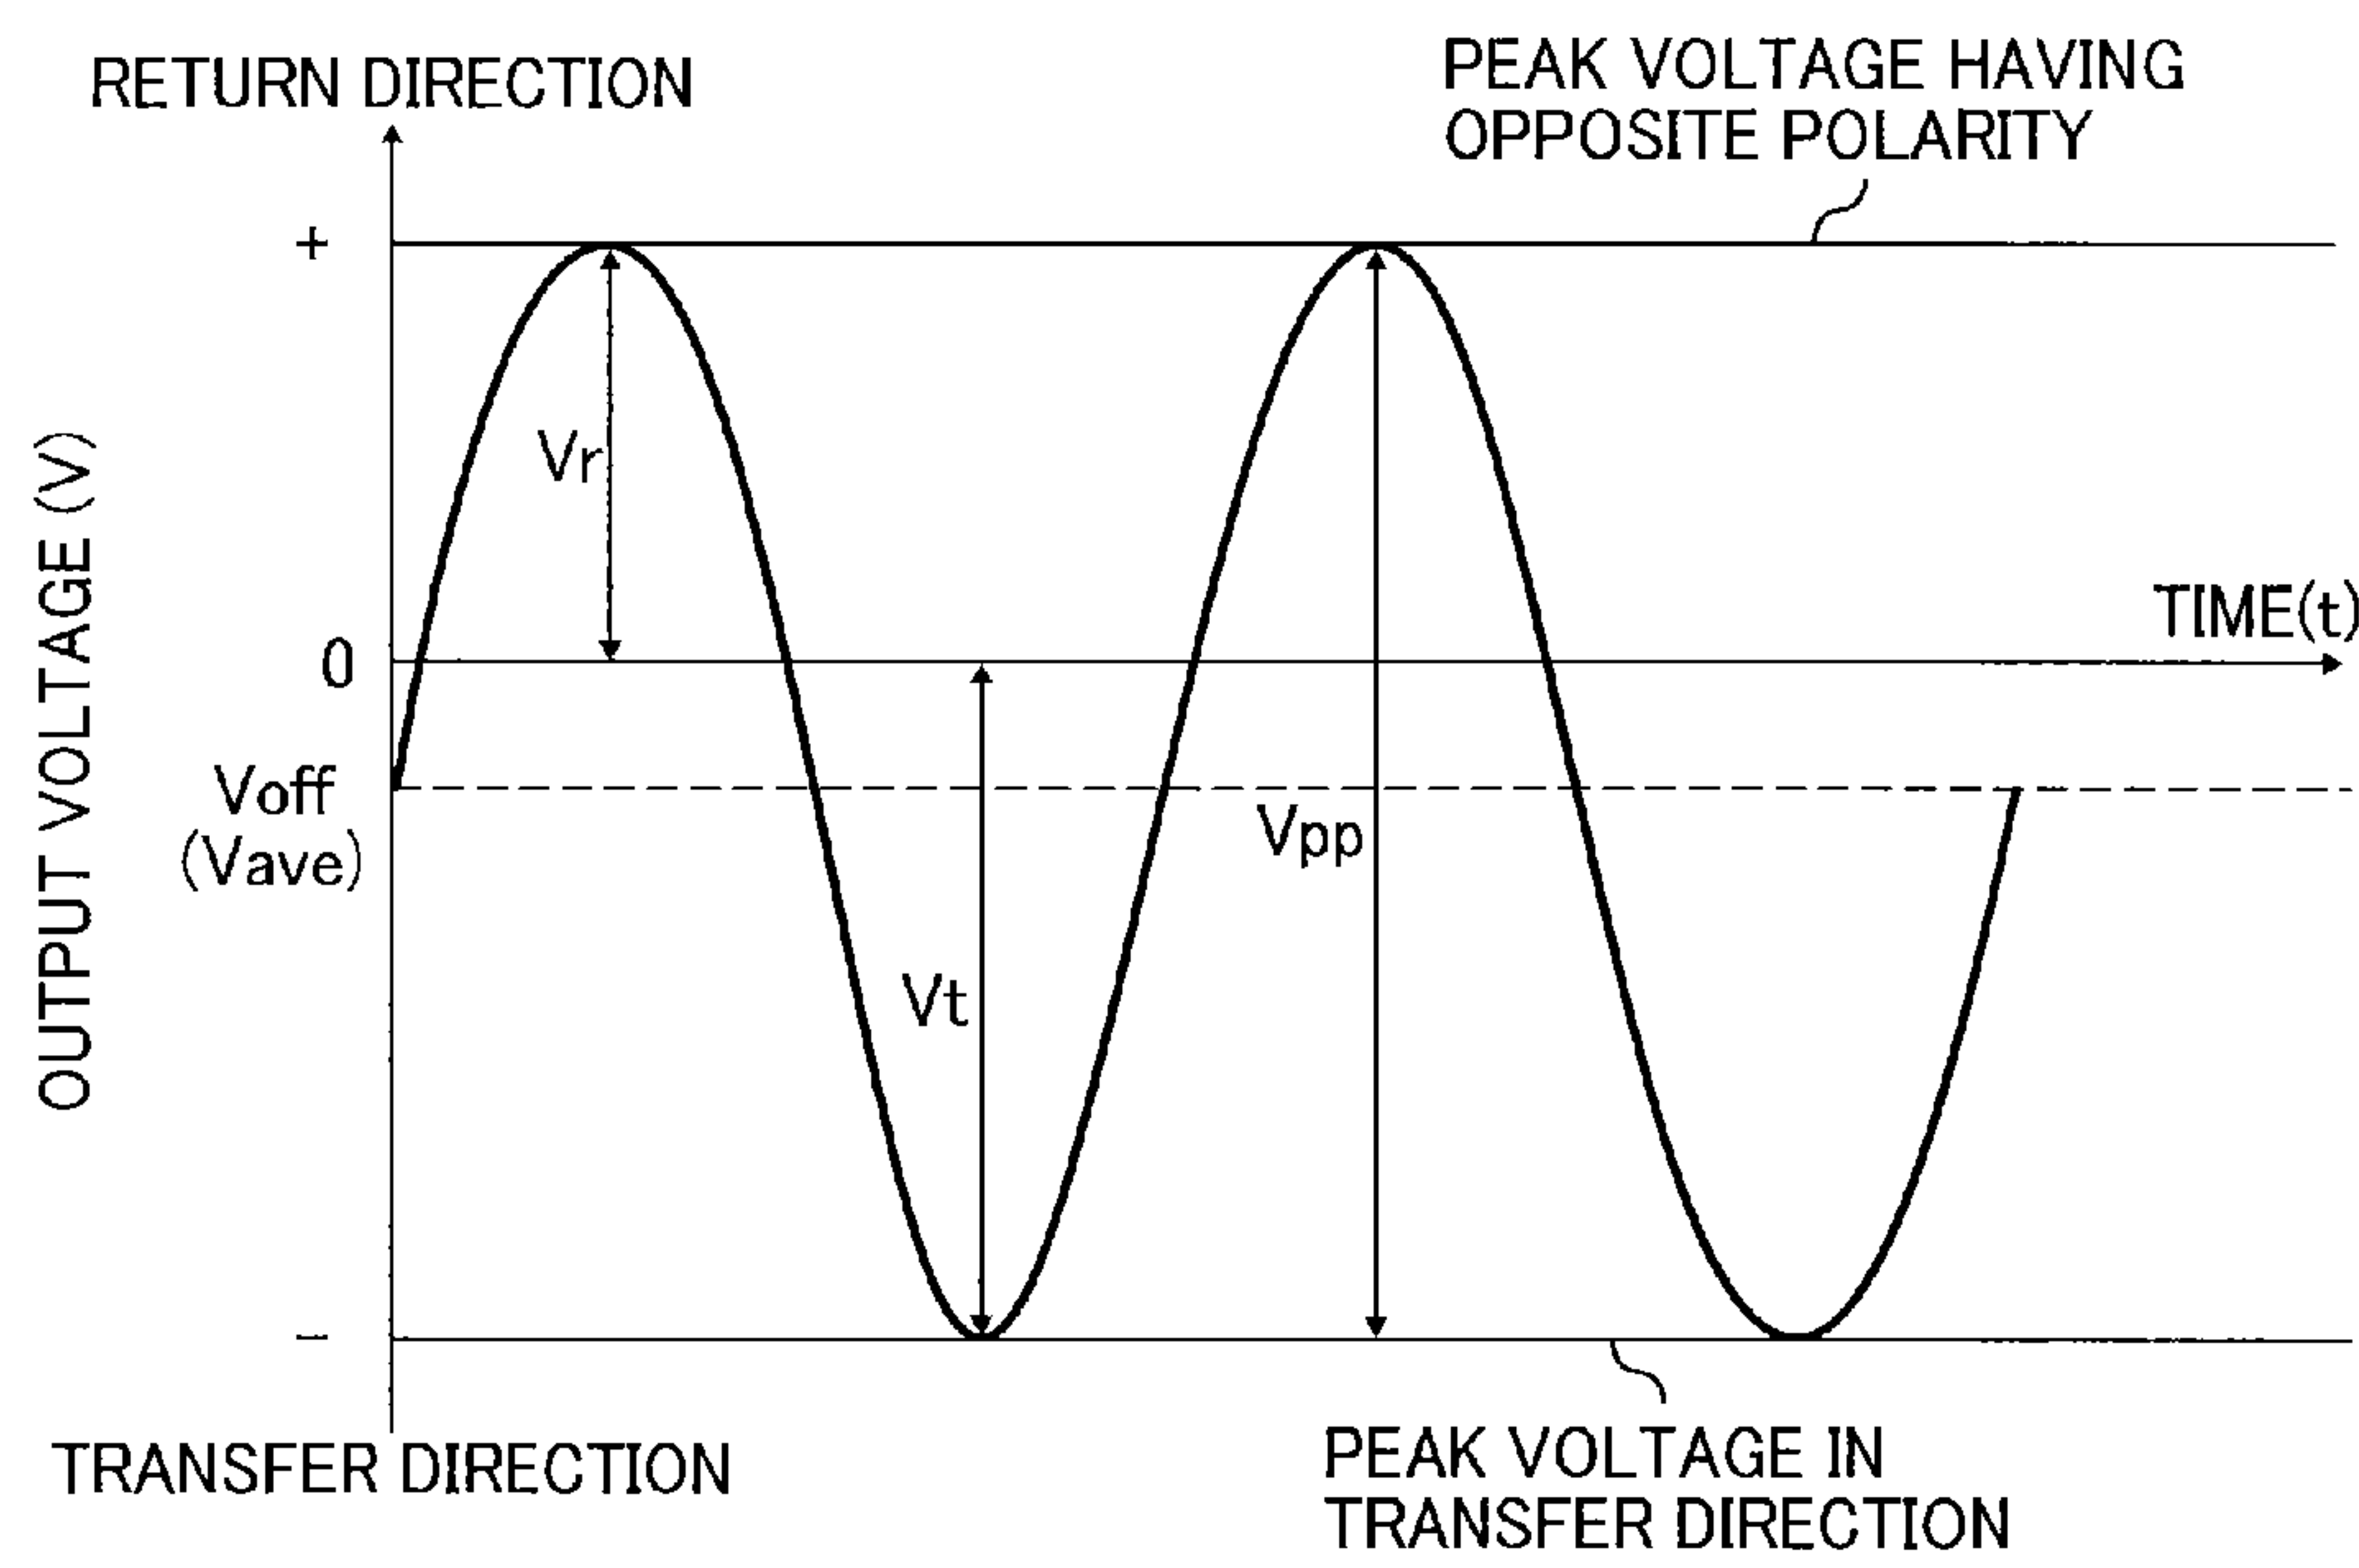 RETURN DIRECTION
PEAK VOLTAGE HAVING
OPPOSITE POLARITY
+
Vr
OUTPUT VOLTAGE (V)
TIME(t)
0
Voff
(Vave)
Vpp
Vt
−
TRANSFER DIRECTION
PEAK VOLTAGE IN
TRANSFER DIRECTION